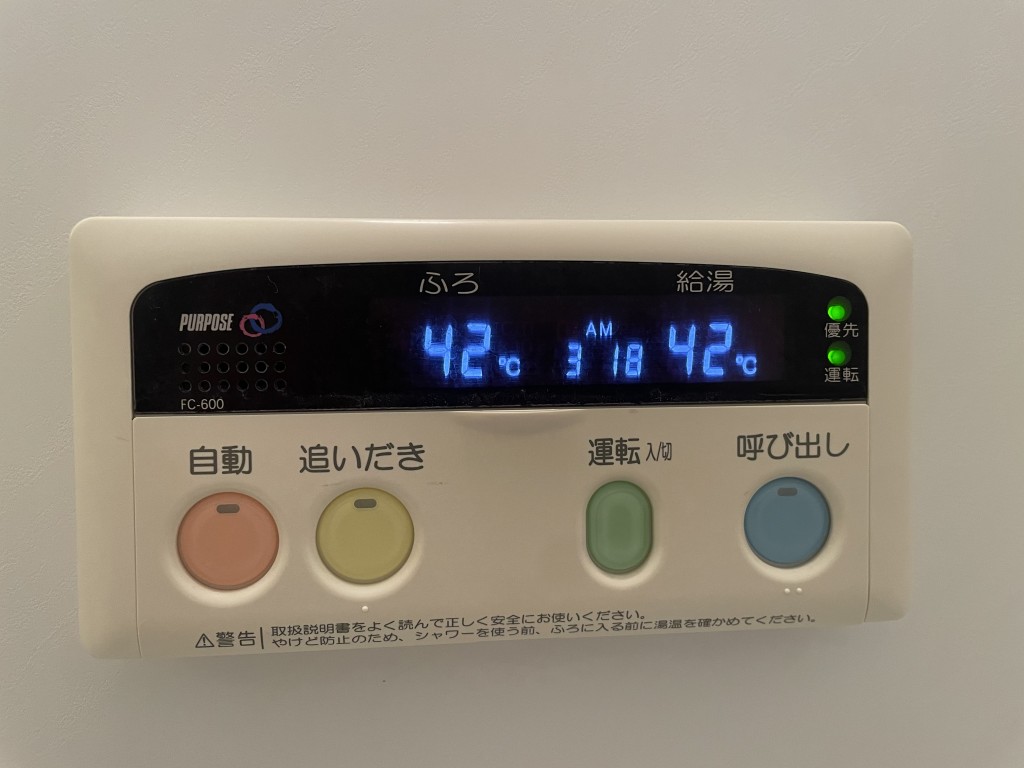 ふろ 給湯
PURPOSE
42℃ AM 3 18 42℃
優先
運転
FC-600
自動 追いだき 運転 入/切 呼び出し
⚠警告 取扱説明書をよく読んで正しく安全にお使いください。
やけど防止のため、シャワーを使う前、ふろに入る前に湯温を確かめてください。